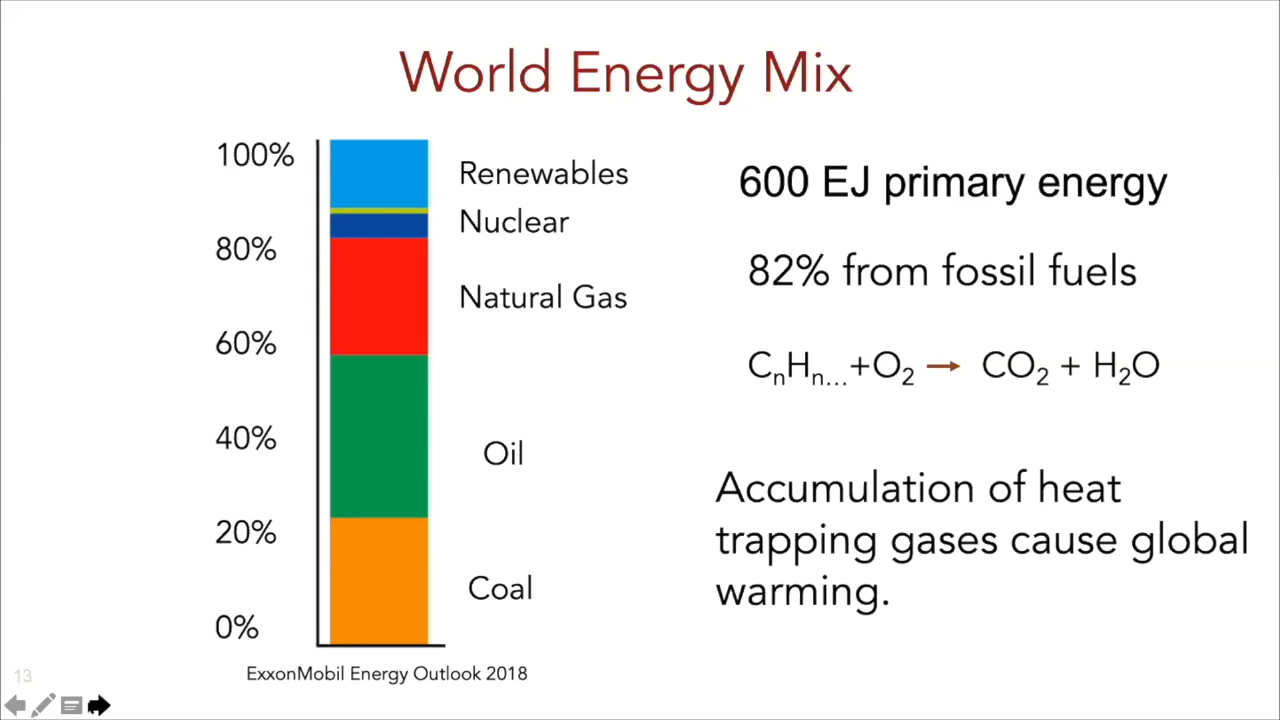 World Energy Mix
100%
80%
60%
40%
20%
0%
Renewables
Nuclear
Natural Gas
Oil
Coal
ExxonMobil Energy Outlook 2018
600 EJ primary energy
82% from fossil fuels
CₙHₙ…+O₂ → CO₂ + H₂O
Accumulation of heat
trapping gases cause global
warming.
13